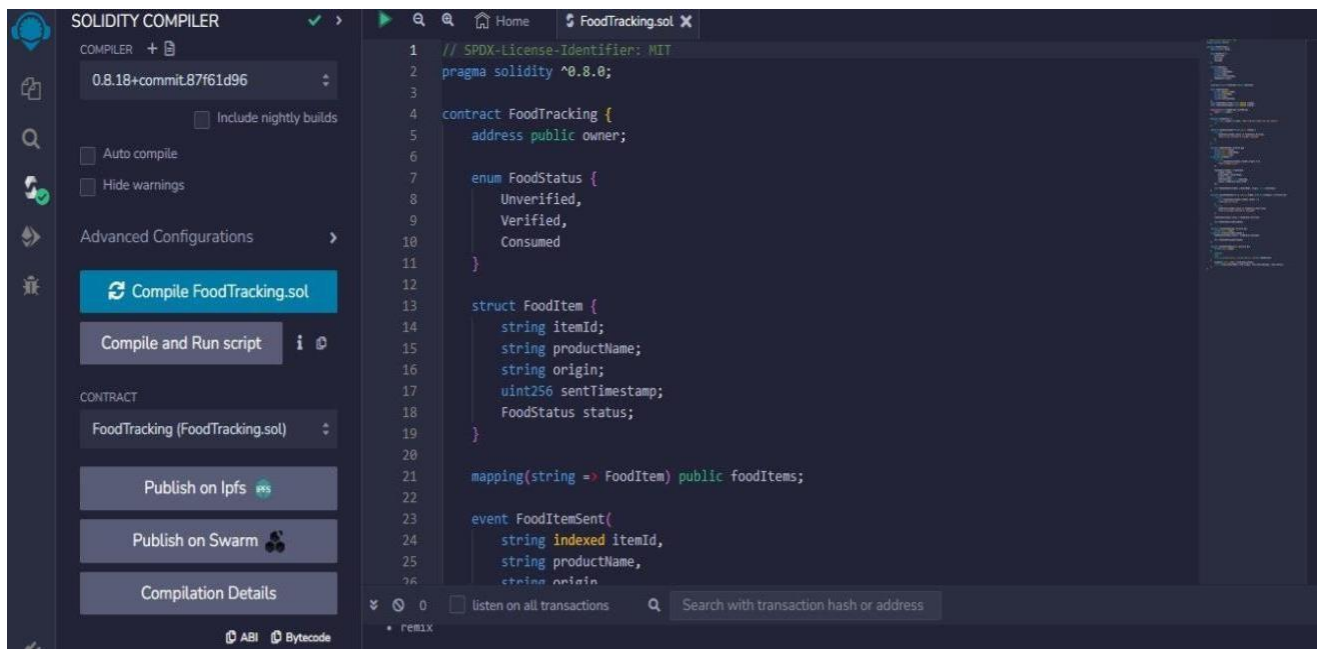 SOLIDITY COMPILER
COMPILER
0.8.18+commit.87f61d96
Include nightly builds
Auto compile
Hide warnings
Advanced Configurations
Compile FoodTracking.sol
Compile and Run script
CONTRACT
FoodTracking (FoodTracking.sol)
Publish on Ipfs
Publish on Swarm
Compilation Details
ABI Bytecode
Home FoodTracking.sol
1 // SPDX-License-Identifier: MIT
2 pragma solidity ^0.8.0;
3
4 contract FoodTracking {
5 address public owner;
6
7 enum FoodStatus {
8 Unverified,
9 Verified,
10 Consumed
11 }
12
13 struct FoodItem {
14 string itemId;
15 string productName;
16 string origin;
17 uint256 sentTimestamp;
18 FoodStatus status;
19 }
20
21 mapping(string => FoodItem) public foodItems;
22
23 event FoodItemSent(
24 string indexed itemId,
25 string productName,
26 string origin
0 listen on all transactions Search with transaction hash or address
remix